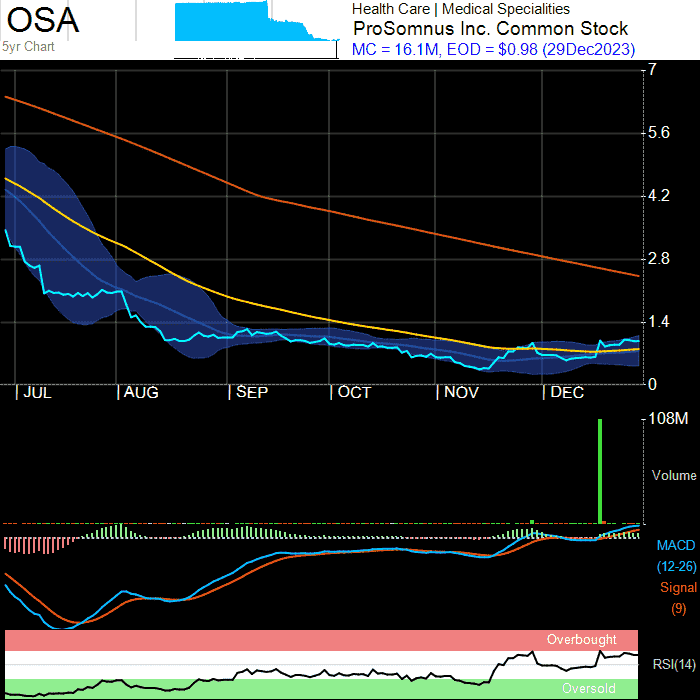 OSA
5yr Chart
Health Care | Medical Specialities
ProSomnus Inc. Common Stock
MC = 16.1M, EOD = $0.98 (29Dec2023)
7
5.6
4.2
2.8
1.4
0
JUL AUG SEP OCT NOV DEC
108M
Volume
MACD
(12-26)
Signal
(9)
Overbought
RSI(14)
Oversold